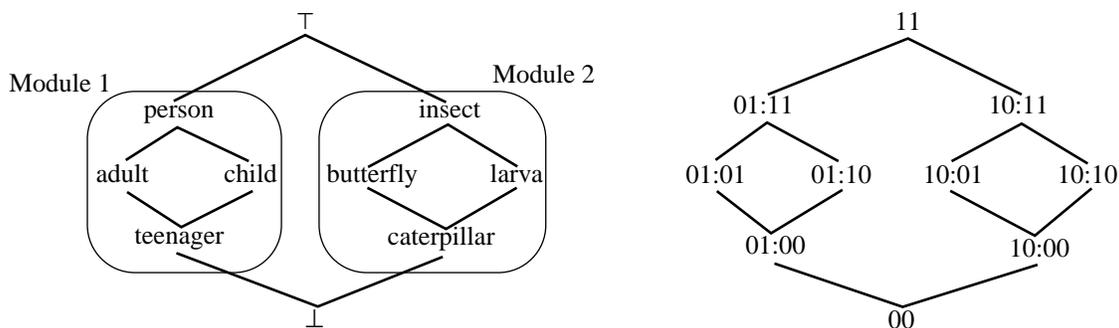 ⊤
Module 1
Module 2
person
insect
adult
child
butterfly
larva
teenager
caterpillar
⊥
11
01:11
10:11
01:01
01:10
10:01
10:10
01:00
10:00
00